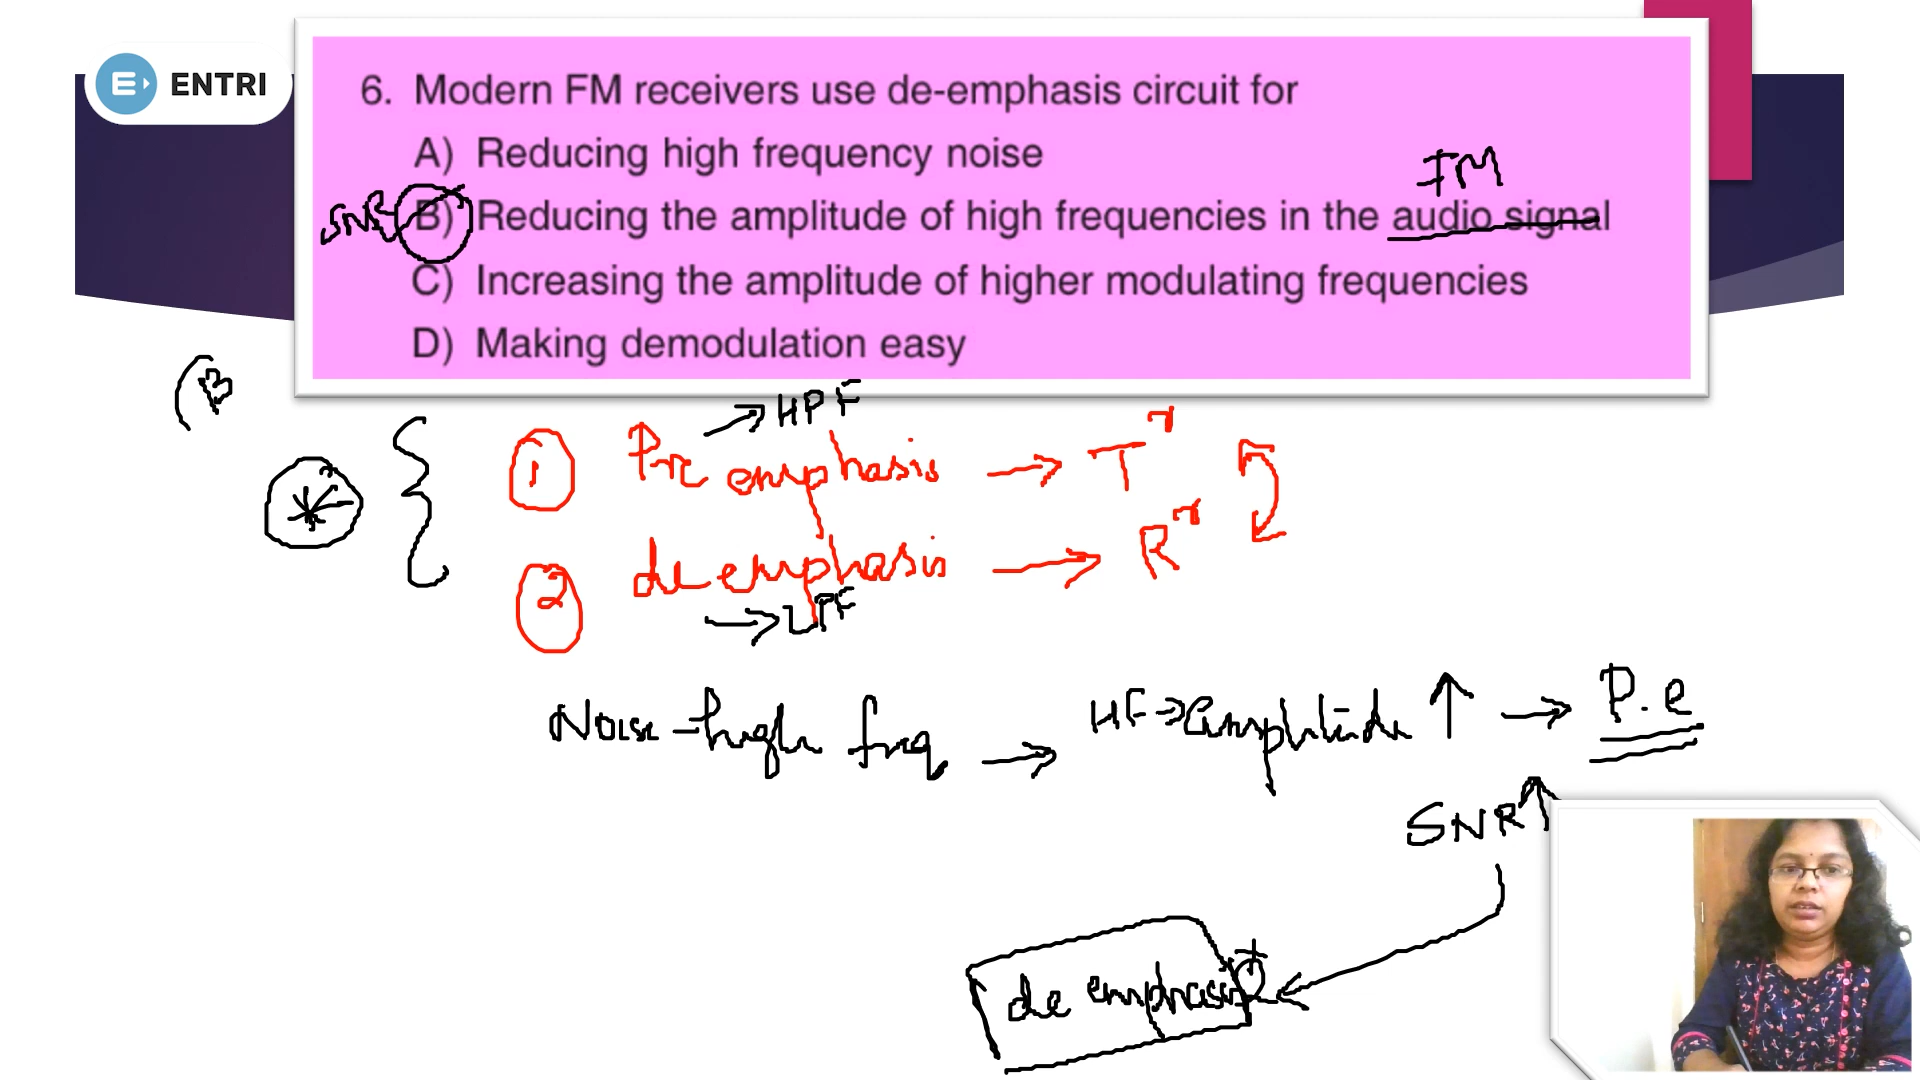 ENTRI
6. Modern FM receivers use de-emphasis circuit for
A) Reducing high frequency noise
FM
SNR B) Reducing the amplitude of high frequencies in the audio signal
C) Increasing the amplitude of higher modulating frequencies
D) Making demodulation easy
→ HPF
1 Pre emphasis → Tr
2 de emphasis → Rr
→ LPF
Noise - high freq → HF → amplitude ↑ → P.e
SNR ↑
de emphasis